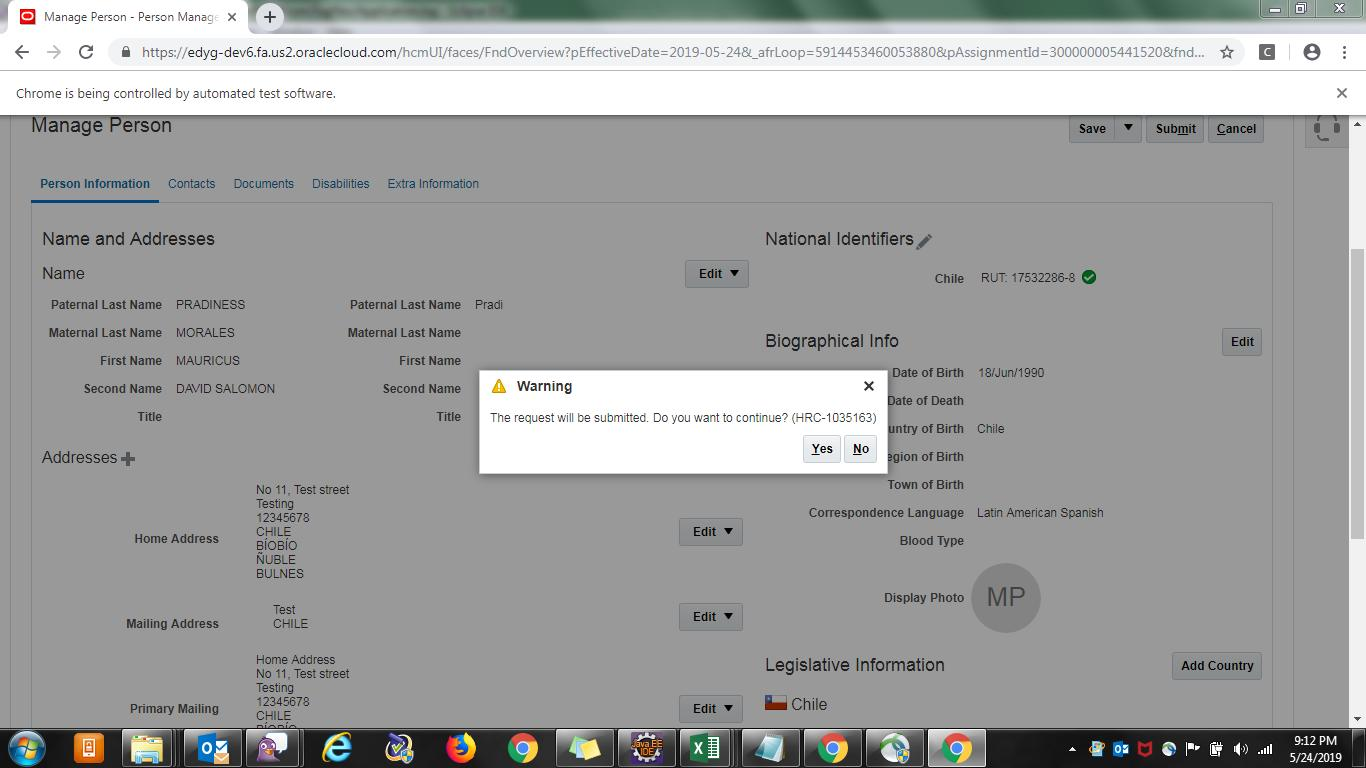 Manage Person - Person Manage
https://edyg-dev6.fa.us2.oraclecloud.com/hcmUI/faces/FndOverview?pEffectiveDate=2019-05-24&_afrLoop=5914453460053880&pAssignmentId=300000005441520&fnd...
C
Chrome is being controlled by automated test software.
Manage Person
Save
Submit
Cancel
Person Information
Contacts
Documents
Disabilities
Extra Information
Name and Addresses
Name
Edit
Paternal Last Name PRADINESS
Paternal Last Name Pradi
Maternal Last Name MORALES
Maternal Last Name
First Name MAURICUS
First Name
Second Name DAVID SALOMON
Second Name
Title
Title
Addresses
Home Address
No 11, Test street
Testing
12345678
CHILE
BÍOBÍO
ÑUBLE
BULNES
Edit
Mailing Address
Test
CHILE
Edit
Primary Mailing
Home Address
No 11, Test street
Testing
12345678
CHILE
BÍOBÍO
Edit
National Identifiers
Chile RUT: 17532286-8
Biographical Info
Edit
Date of Birth 18/Jun/1990
Date of Death
untry of Birth Chile
egion of Birth
Town of Birth
Correspondence Language Latin American Spanish
Blood Type
Display Photo MP
Legislative Information
Add Country
Chile
Warning
The request will be submitted. Do you want to continue? (HRC-1035163)
Yes
No
Java EE
IDE
9:12 PM
5/24/2019